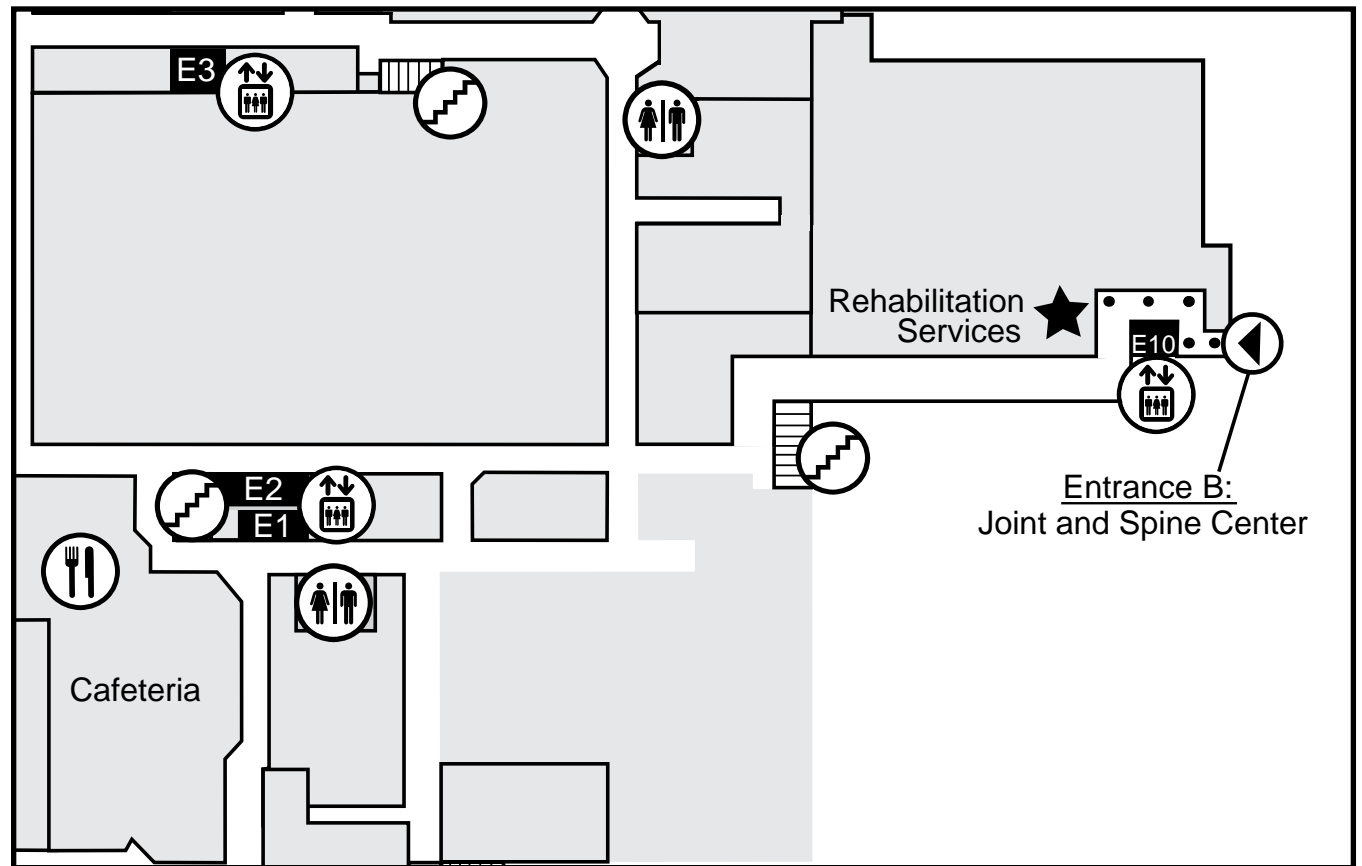 E3
Rehabilitation
Services
E10
Entrance B:
Joint and Spine Center
E2
E1
Cafeteria